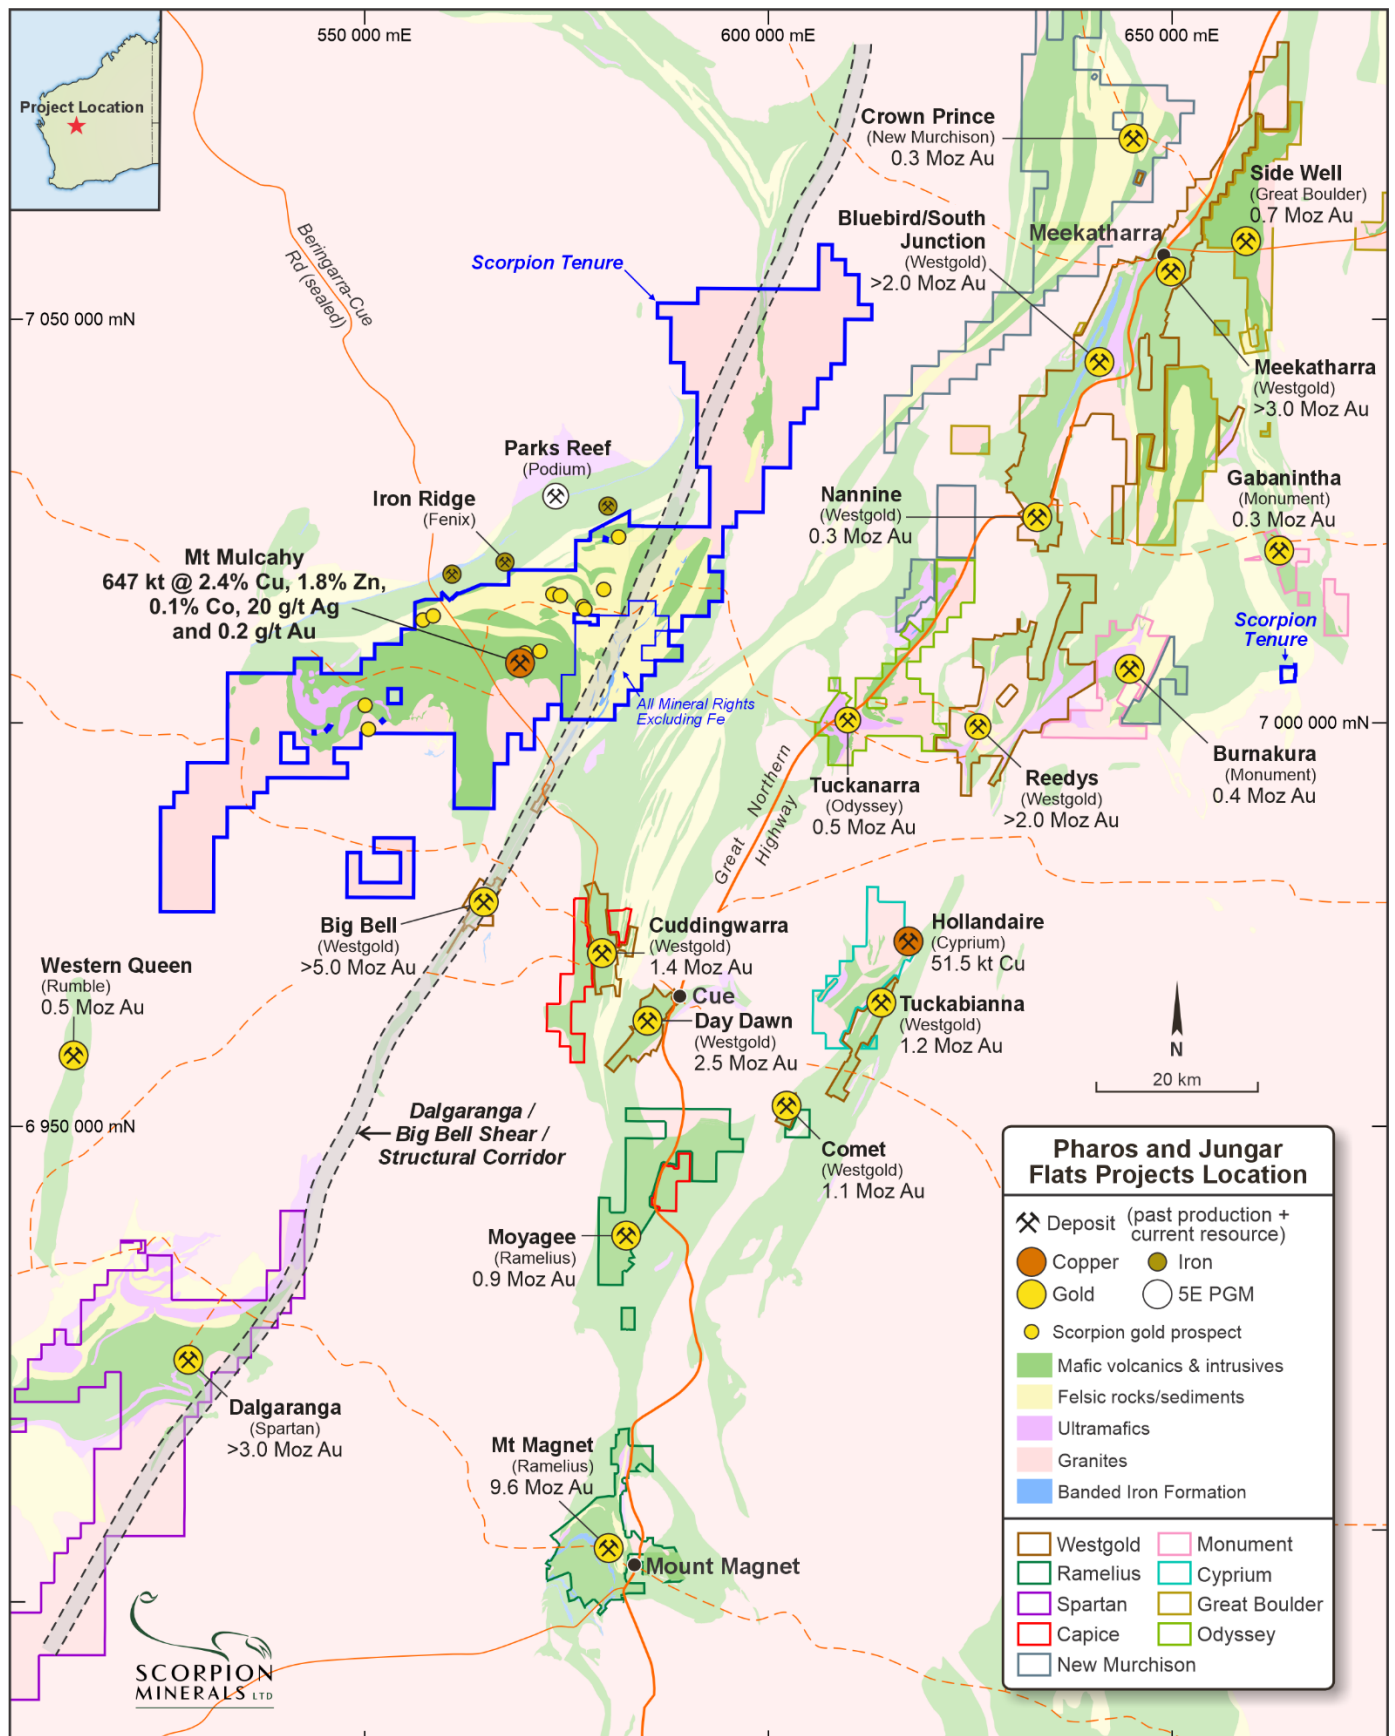 550 000 mE
600 000 mE
650 000 mE
Project Location
Crown Prince
(New Murchison)
0.3 Moz Au
Side Well
(Great Boulder)
0.7 Moz Au
Bluebird/South
Junction
(Westgold)
>2.0 Moz Au
Meekatharra
Beringarra-Cue
Rd (sealed)
Scorpion Tenure
7 050 000 mN
Meekatharra
(Westgold)
>3.0 Moz Au
Parks Reef
(Podium)
Iron Ridge
(Fenix)
Nannine
(Westgold)
0.3 Moz Au
Gabanintha
(Monument)
0.3 Moz Au
Mt Mulcahy
647 kt @ 2.4% Cu, 1.8% Zn,
0.1% Co, 20 g/t Ag
and 0.2 g/t Au
Scorpion
Tenure
All Mineral Rights
Excluding Fe
7 000 000 mN
Great Northern
Highway
Tuckanarra
(Odyssey)
0.5 Moz Au
Reedys
(Westgold)
>2.0 Moz Au
Burnakura
(Monument)
0.4 Moz Au
Big Bell
(Westgold)
>5.0 Moz Au
Cuddingwarra
(Westgold)
1.4 Moz Au
Hollandaire
(Cyprium)
51.5 kt Cu
Western Queen
(Rumble)
0.5 Moz Au
Cue
Day Dawn
(Westgold)
2.5 Moz Au
Tuckabianna
(Westgold)
1.2 Moz Au
N
20 km
Dalgaranga /
Big Bell Shear /
Structural Corridor
6 950 000 mN
Comet
(Westgold)
1.1 Moz Au
Moyagee
(Ramelius)
0.9 Moz Au
Dalgaranga
(Spartan)
>3.0 Moz Au
Mt Magnet
(Ramelius)
9.6 Moz Au
Mount Magnet
SCORPION
MINERALS LTD
Pharos and Jungar
Flats Projects Location
Deposit (past production +
current resource)
Copper
Iron
Gold
5E PGM
Scorpion gold prospect
Mafic volcanics & intrusives
Felsic rocks/sediments
Ultramafics
Granites
Banded Iron Formation
Westgold
Monument
Ramelius
Cyprium
Spartan
Great Boulder
Capice
Odyssey
New Murchison